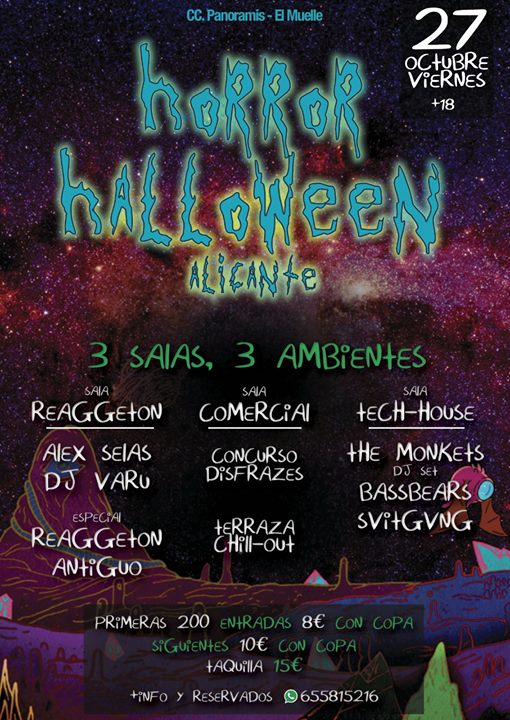 CC. Panoramis - El Muelle
27
OCTUBRE
VIERNES
+18
HORROR
HALLOWEEN
ALICANTE
3 SALAS, 3 AMBIENTES
SALA
REAGGETON
ALEX SELAS
DJ VARU
ESPECIAL
REAGGETON
ANTIGUO
SALA
COMERCIAL
CONCURSO
DISFRAZES
TERRAZA
CHILL-OUT
SALA
TECH-HOUSE
THE MONKETS
DJ SET
BASSBEARS
SVITGVNG
PRIMERAS 200 ENTRADAS 8€ CON COPA
SIGUIENTES 10€ CON COPA
TAQUILLA 15€
+INFO Y RESERVADOS 655815216